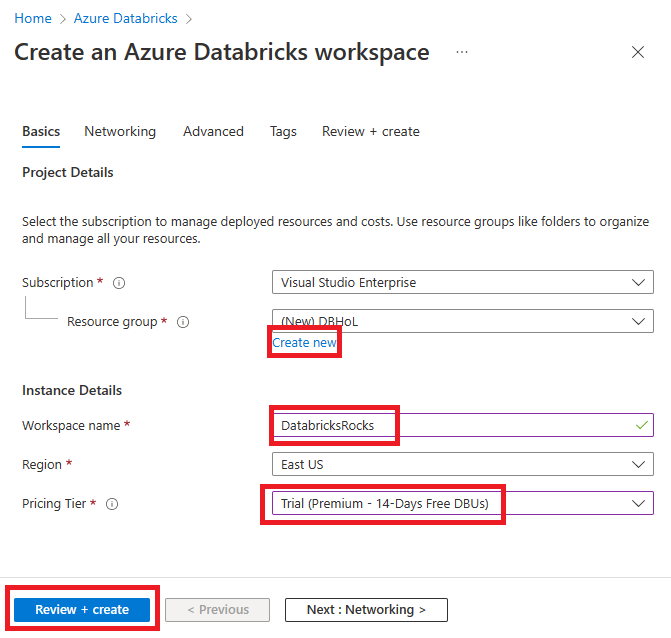 Home > Azure Databricks >
Create an Azure Databricks workspace ...
Basics Networking Advanced Tags Review + create
Project Details
Select the subscription to manage deployed resources and costs. Use resource groups like folders to organize
and manage all your resources.
Subscription * Visual Studio Enterprise
Resource group * (New) DBHoL
Create new
Instance Details
Workspace name * DatabricksRocks
Region * East US
Pricing Tier * Trial (Premium - 14-Days Free DBUs)
Review + create < Previous Next : Networking >